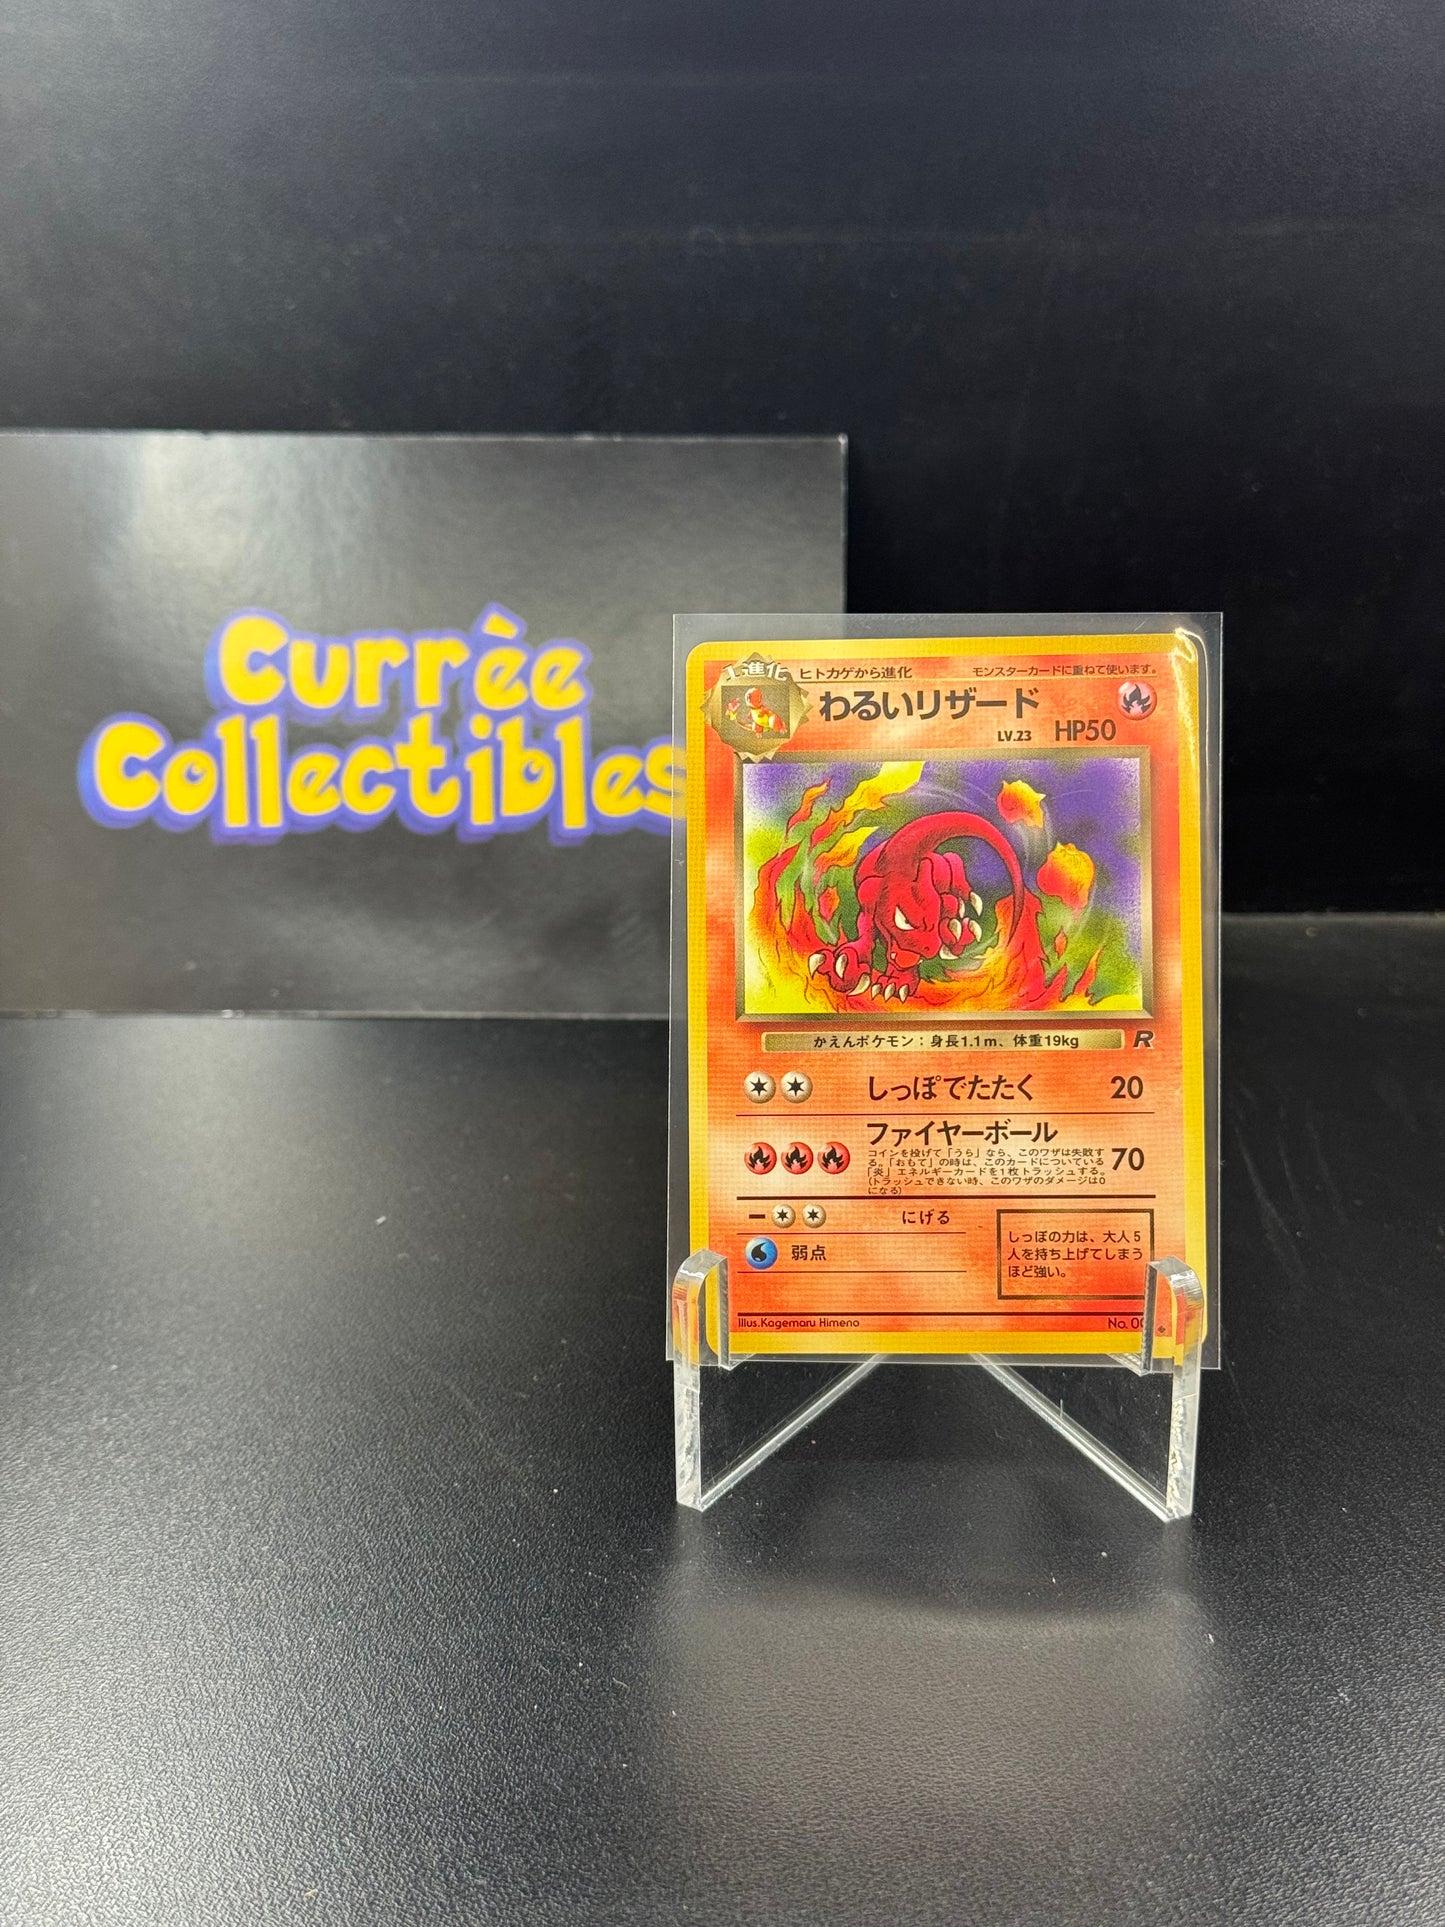 Currèe
Collectibles
1進化
ヒトカゲから進化
モンスターカードに重ねて使います。
わるいリザード
LV.23 HP50
かえんポケモン：身長1.1m、体重19kg
R
しっぽでたたく 20
ファイヤーボール
コインを投げて「うら」なら、このワザは失敗す
る。「おもて」の時は、このカードについている
「炎」エネルギーカードを1枚トラッシュする。
(トラッシュできない時、このワザのダメージは0
になる)
70
にげる
弱点
しっぽの力は、大人5
人を持ち上げてしまう
ほど強い。
Illus.Kagemaru Himeno
No.